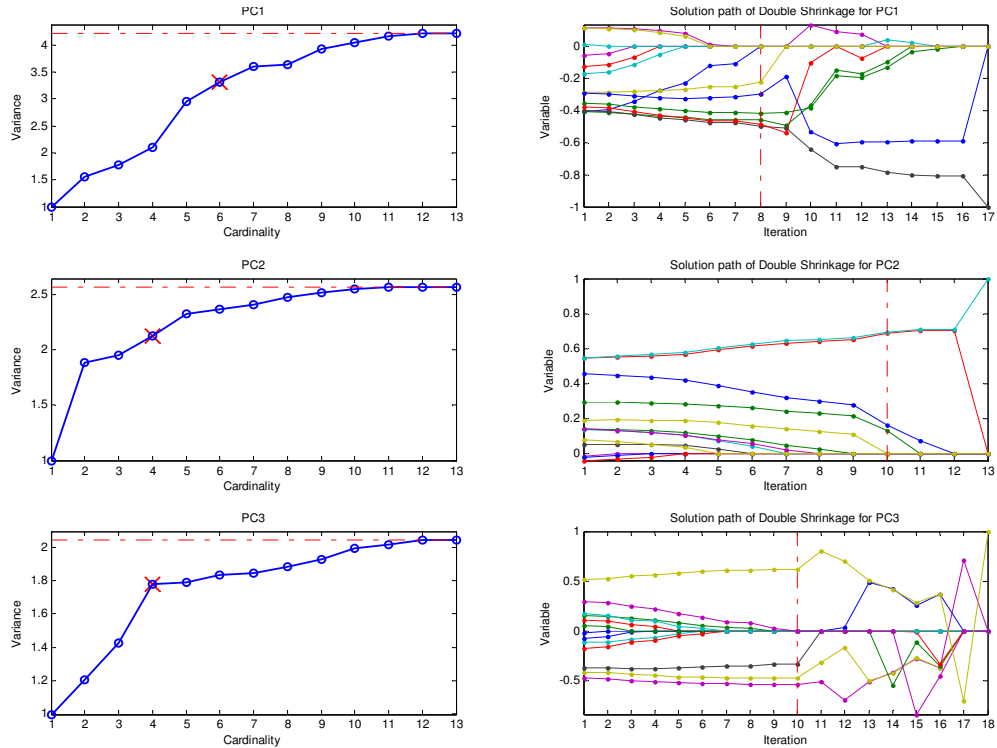 PC1
Variance
4
3.5
3
2.5
2
1.5
1
1 2 3 4 5 6 7 8 9 10 11 12 13
Cardinality
Solution path of Double Shrinkage for PC1
Variable
0
-0.2
-0.4
-0.6
-0.8
-1
1 2 3 4 5 6 7 8 9 10 11 12 13 14 15 16 17
Iteration
PC2
Variance
2.5
2
1.5
1
1 2 3 4 5 6 7 8 9 10 11 12 13
Cardinality
Solution path of Double Shrinkage for PC2
Variable
1
0.8
0.6
0.4
0.2
0
1 2 3 4 5 6 7 8 9 10 11 12 13
Iteration
PC3
Variance
2
1.8
1.6
1.4
1.2
1
1 2 3 4 5 6 7 8 9 10 11 12 13
Cardinality
Solution path of Double Shrinkage for PC3
Variable
1
0.5
0
-0.5
1 2 3 4 5 6 7 8 9 10 11 12 13 14 15 16 17 18
Iteration